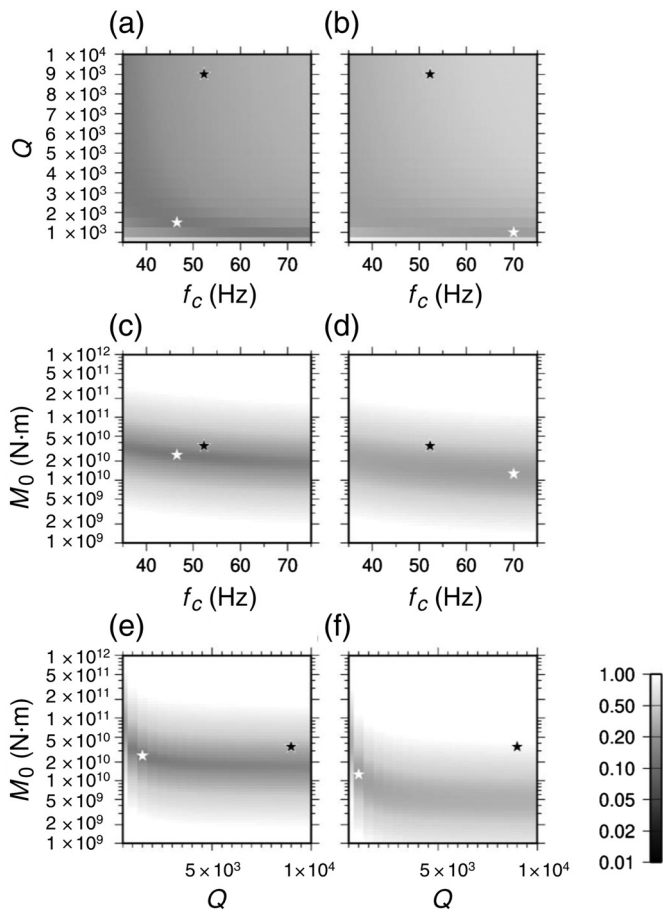 (a) (b)
1 × 10⁴
9 × 10³
8 × 10³
7 × 10³
6 × 10³
5 × 10³
4 × 10³
3 × 10³
2 × 10³
1 × 10³
Q
40 50 60 70 40 50 60 70
f_c (Hz) f_c (Hz)
(c) (d)
1 × 10¹²
5 × 10¹¹
2 × 10¹¹
1 × 10¹¹
5 × 10¹⁰
2 × 10¹⁰
1 × 10¹⁰
5 × 10⁹
2 × 10⁹
1 × 10⁹
M₀ (N·m)
40 50 60 70 40 50 60 70
f_c (Hz) f_c (Hz)
(e) (f)
1 × 10¹²
5 × 10¹¹
2 × 10¹¹
1 × 10¹¹
5 × 10¹⁰
2 × 10¹⁰
1 × 10¹⁰
5 × 10⁹
2 × 10⁹
1 × 10⁹
M₀ (N·m)
5 × 10³ 1 × 10⁴ 5 × 10³ 1 × 10⁴
Q Q
1.00
0.50
0.20
0.10
0.05
0.02
0.01